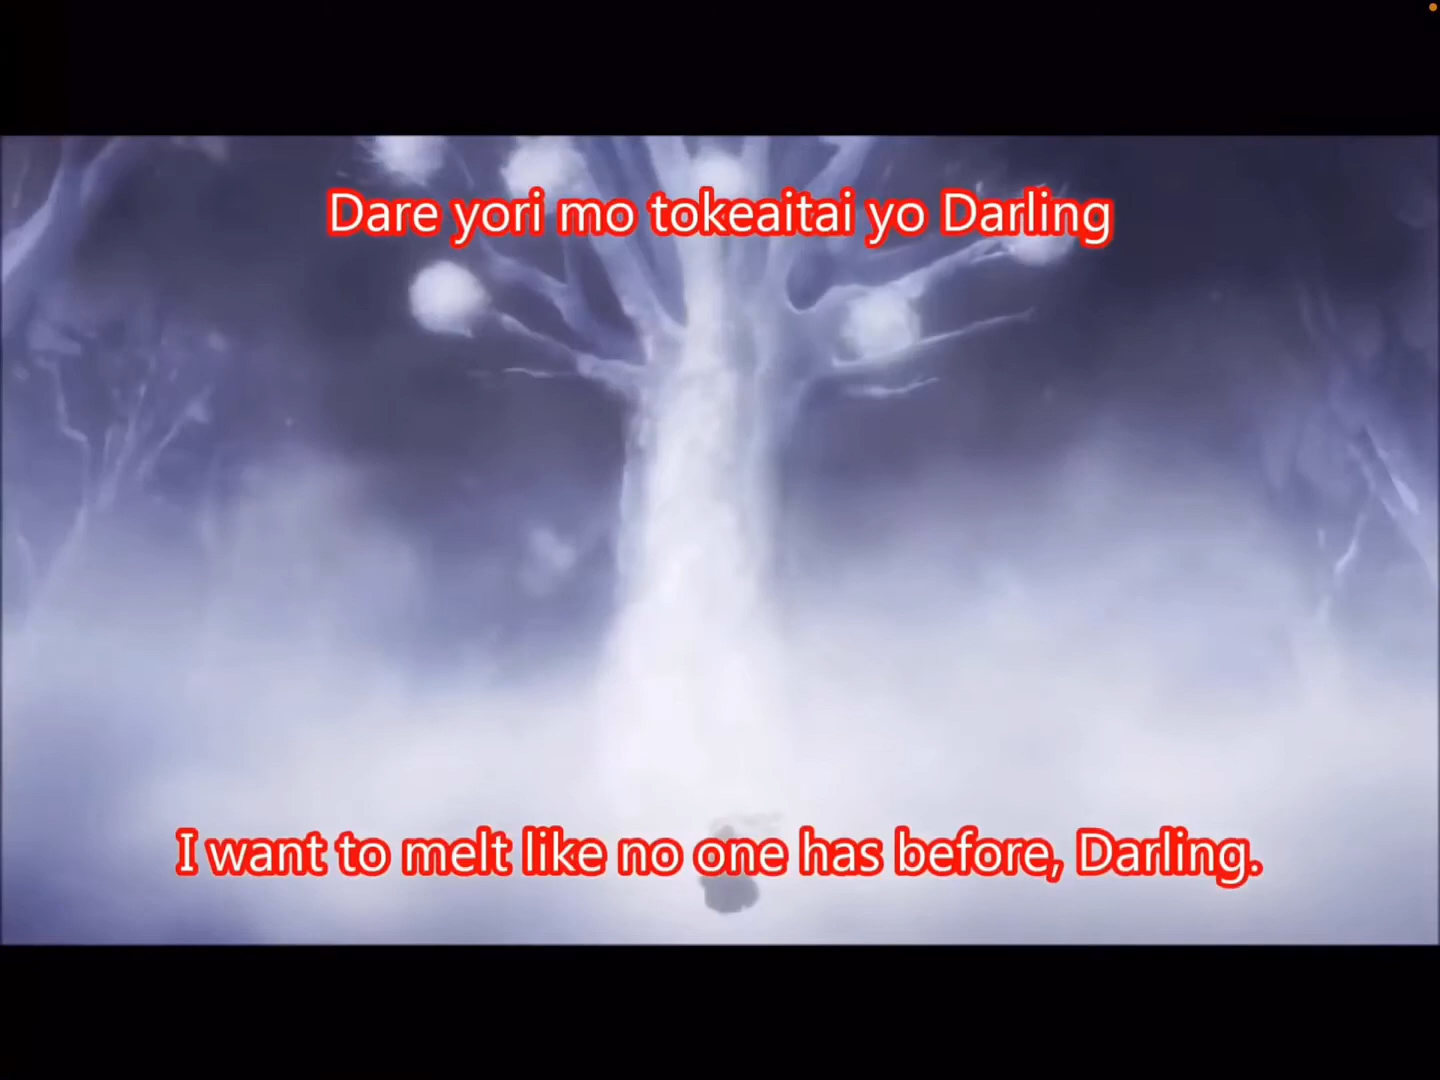 Dare yori mo tokeaitai yo Darling
I want to melt like no one has before, Darling.